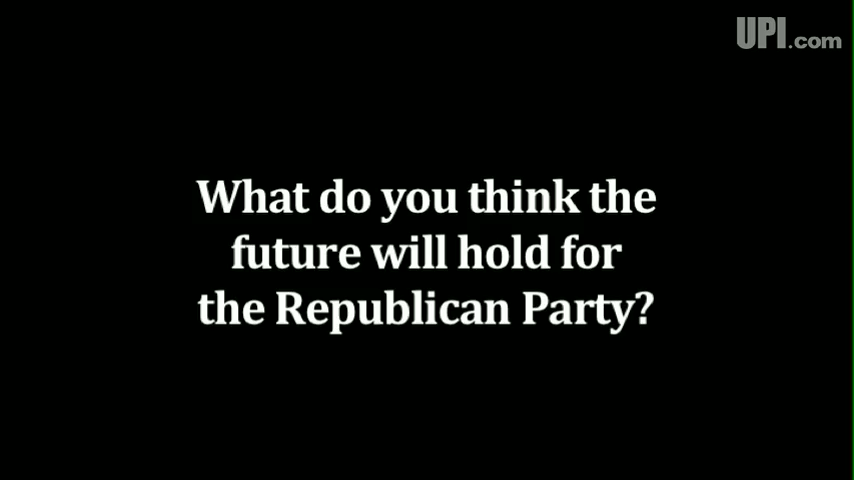 UPI.com
What do you think the
future will hold for
the Republican Party?